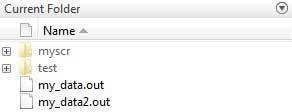 Current Folder
Name
myscr
test
my_data.out
my_data2.out